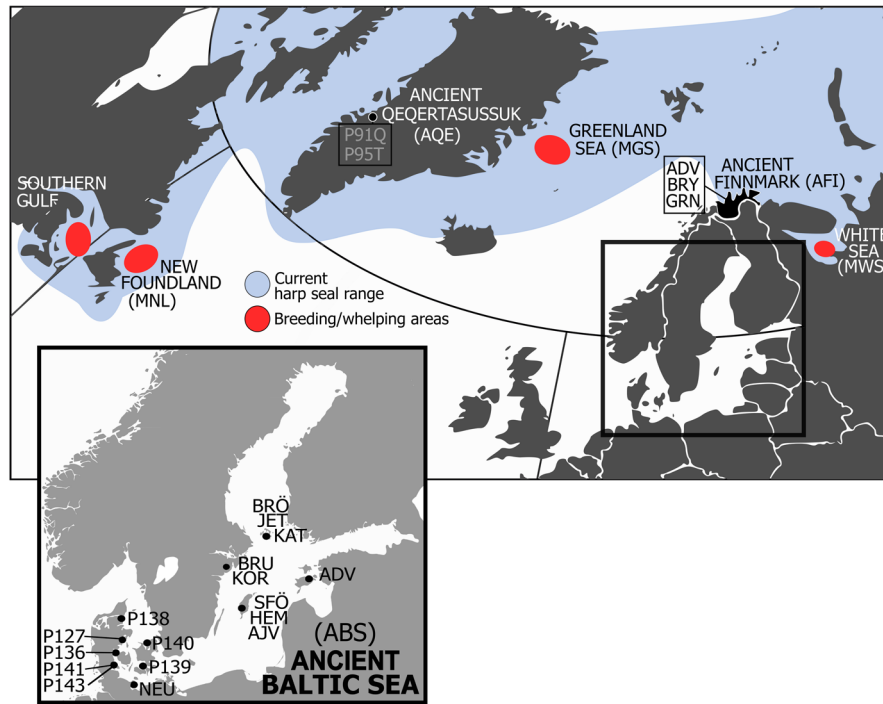 ANCIENT
QEQERTASUSSUK
(AQE)
P91Q
P95T
GREENLAND
SEA (MGS)
ADV
BRY
GRN
ANCIENT
FINNMARK (AFI)
SOUTHERN
GULF
WHITE
SEA
(MWS)
NEW
FOUNDLAND
(MNL)
Current
harp seal range
Breeding/whelping areas
BRÖ
JET
KAT
BRU
KOR
ADV
SFÖ
HEM
AJV
P138
P127
P136
P141
P143
P140
P139
NEU
(ABS)
ANCIENT
BALTIC SEA